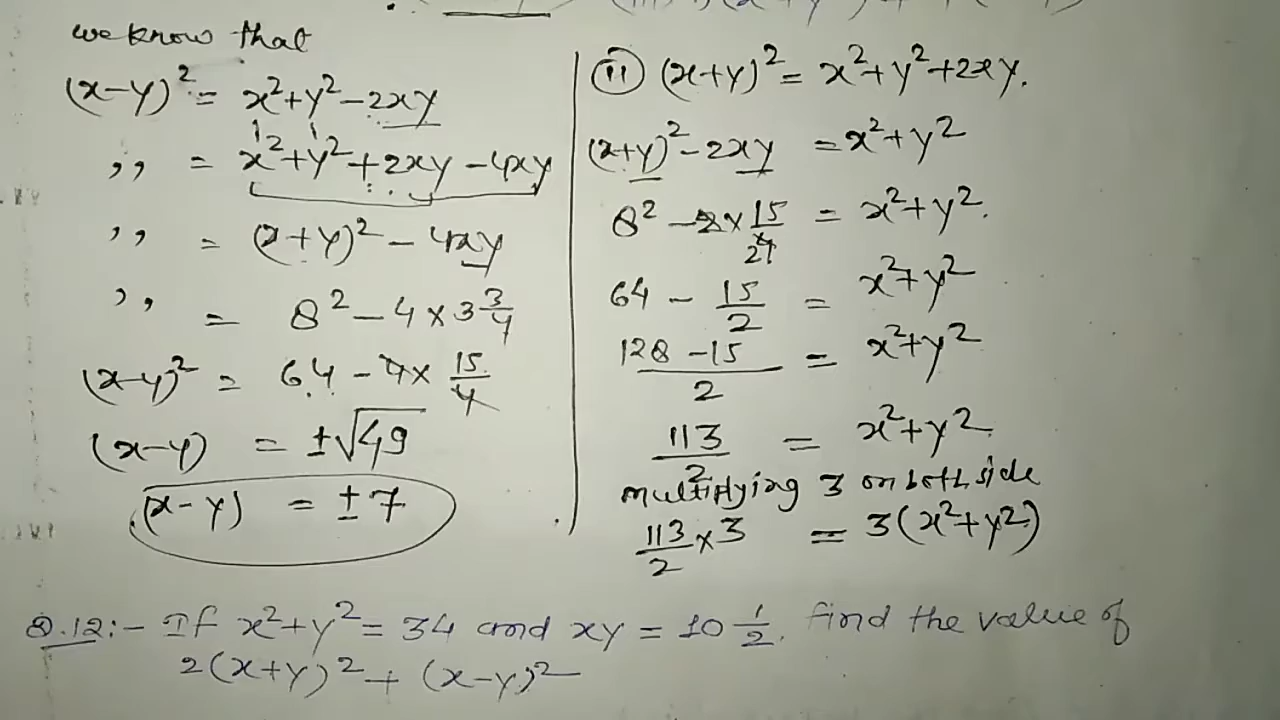 we know that
(x-y)² = x²+y²-2xy
,, = x²+y²+2xy-4xy
,, = (x+y)²-4xy
,, = 8²-4×3 3/4
(x-y)² = 64-4×15/4
(x-y) = ±√49
(x-y) = ±7
(ii) (x+y)² = x²+y²+2xy.
(x+y)²-2xy = x²+y²
8²-2×15/4 = x²+y².
64-15/2 = x²+y²
128-15/2 = x²+y²
113/2 = x²+y²
multiplying 3 on both side
113/2×3 = 3(x²+y²)
Q.12:- If x²+y²=34 and xy=10 1/2. find the value of
2(x+y)²+(x-y)²